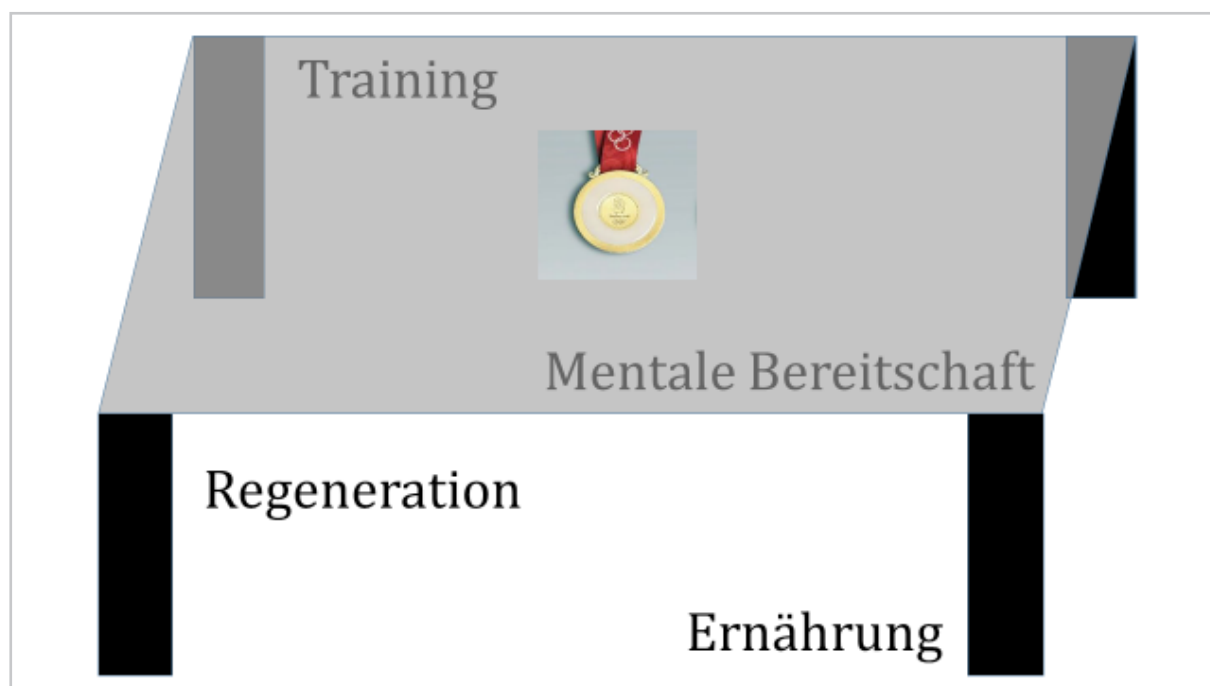 Training
Mentale Bereitschaft
Regeneration
Ernährung